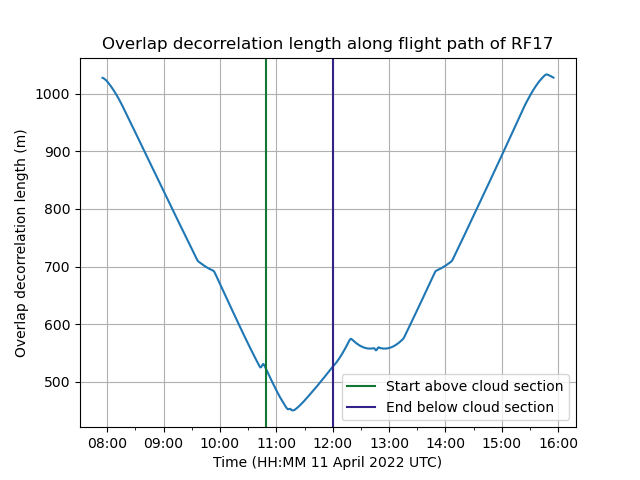 Overlap decorrelation length along flight path of RF17
Overlap decorrelation length (m)
1000
900
800
700
600
500
Start above cloud section
End below cloud section
08:00 09:00 10:00 11:00 12:00 13:00 14:00 15:00 16:00
Time (HH:MM 11 April 2022 UTC)